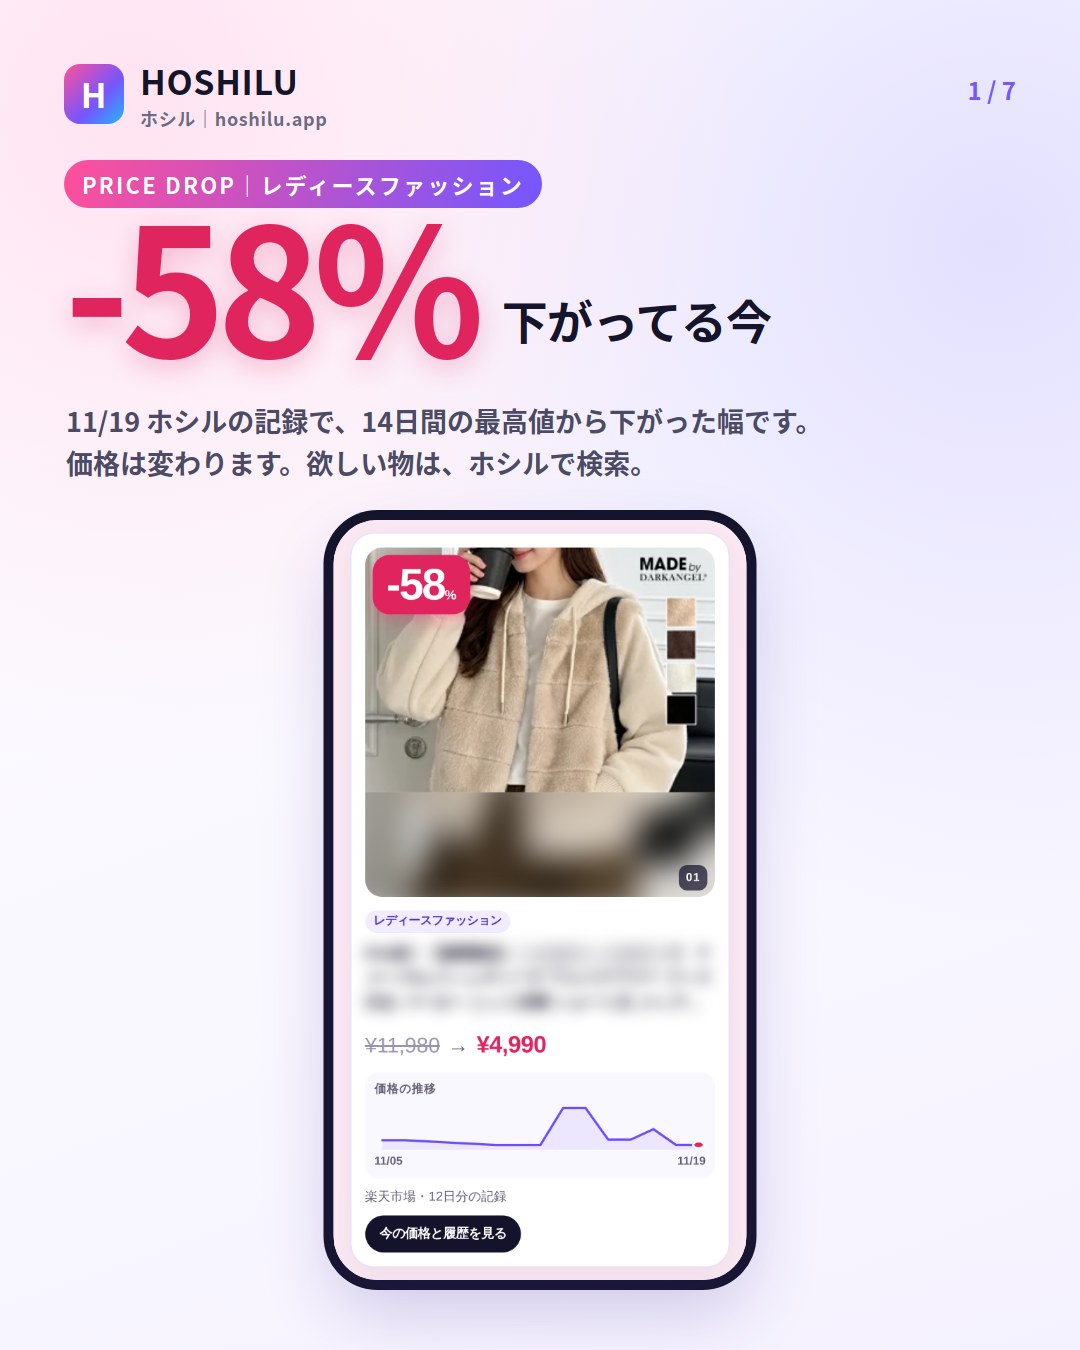 H
HOSHILU
ホシル｜hoshilu.app
1 / 7
PRICE DROP｜レディースファッション
-58% 下がってる今
11/19 ホシルの記録で、14日間の最高値から下がった幅です。
価格は変わります。欲しい物は、ホシルで検索。
-58%
MADE by
DARKANGEL
01
レディースファッション
¥11,980 → ¥4,990
価格の推移
11/05 11/19
楽天市場・12日分の記録
今の価格と履歴を見る